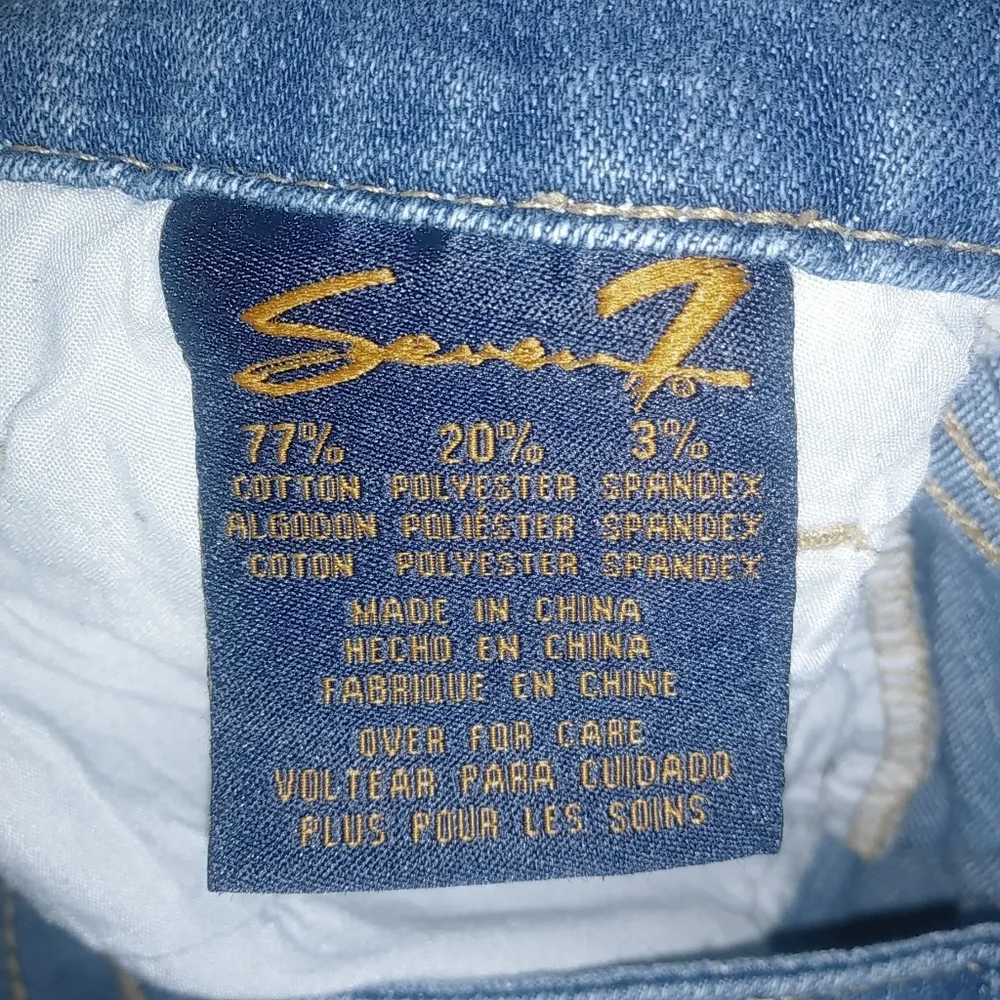 Seven7®
77% 20% 3%
COTTON POLYESTER SPANDEX
ALGODON POLIÉSTER SPANDEX
COTON POLYESTER SPANDEX
MADE IN CHINA
HECHO EN CHINA
FABRIQUE EN CHINE
OVER FOR CARE
VOLTEAR PARA CUIDADO
PLUS POUR LES SOINS